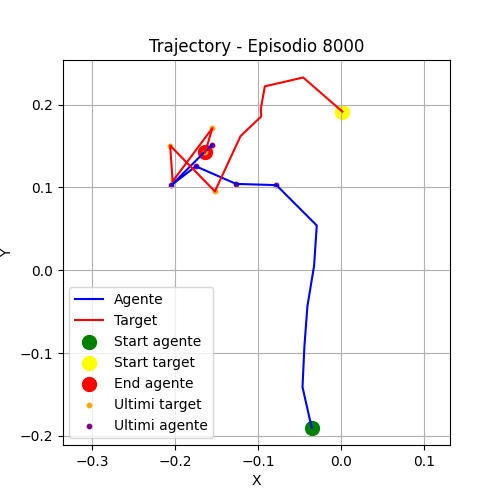 Trajectory - Episodio 8000
0.2
0.1
0.0
−0.1
−0.2
Y
Agente
Target
Start agente
Start target
End agente
Ultimi target
Ultimi agente
−0.3
−0.2
−0.1
0.0
0.1
X